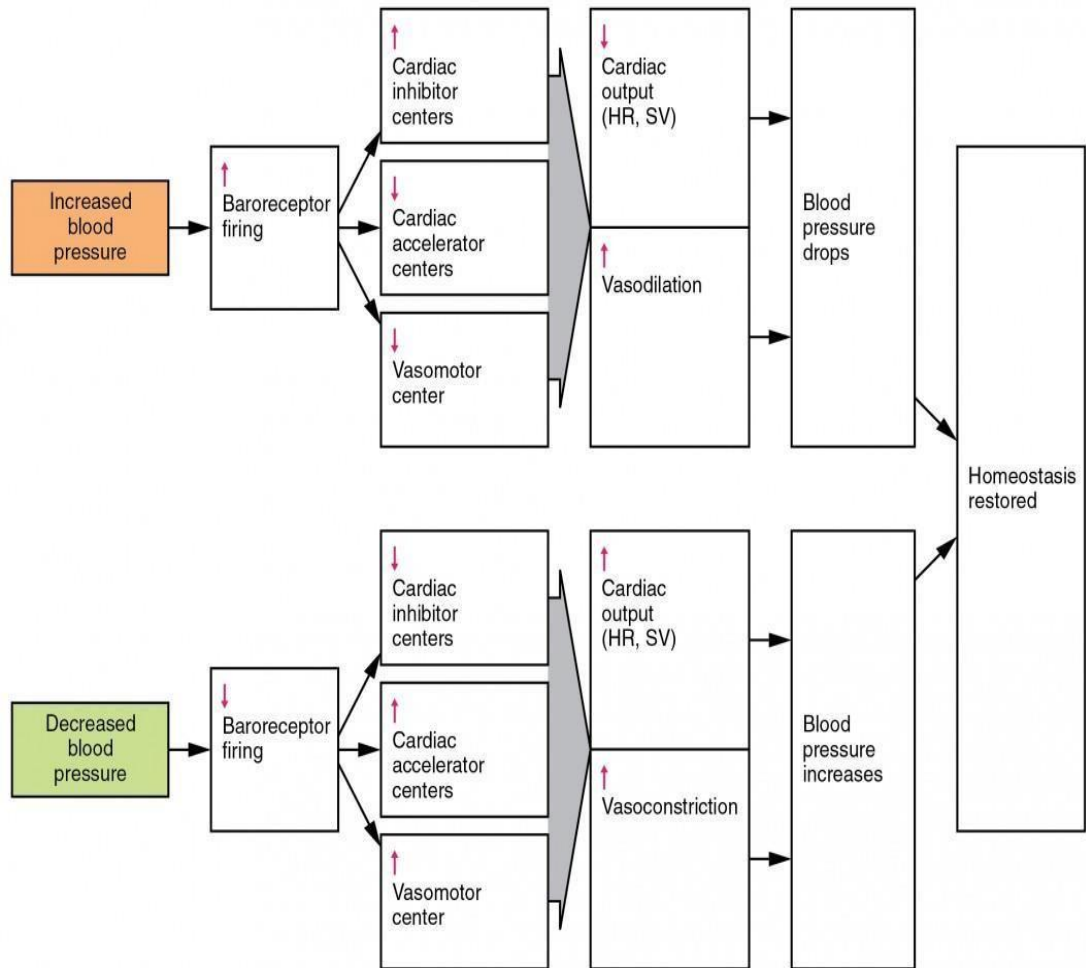 Increased
blood
pressure
↑
Baroreceptor
firing
↑
Cardiac
inhibitor
centers
↓
Cardiac
accelerator
centers
↓
Vasomotor
center
↓
Cardiac
output
(HR, SV)
↑
Vasodilation
Blood
pressure
drops
Homeostasis
restored
Decreased
blood
pressure
↓
Baroreceptor
firing
↓
Cardiac
inhibitor
centers
↑
Cardiac
accelerator
centers
↑
Vasomotor
center
↑
Cardiac
output
(HR, SV)
↑
Vasoconstriction
Blood
pressure
increases